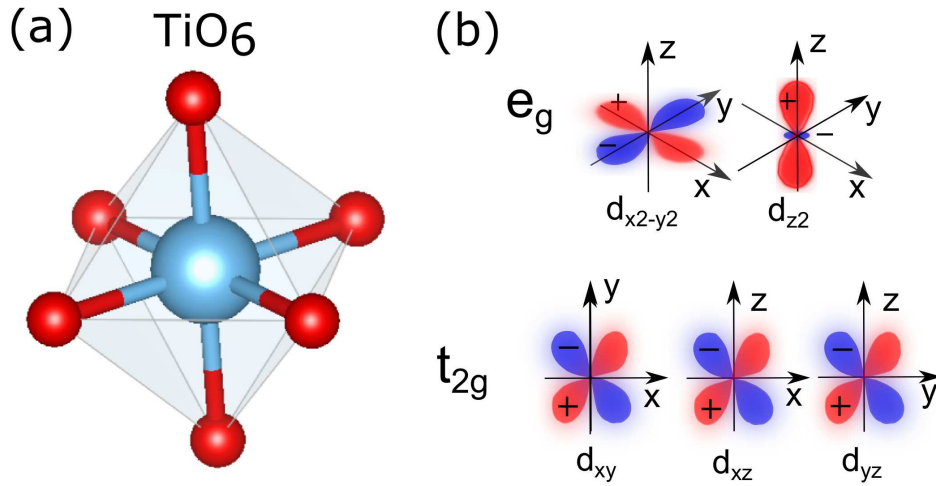 (a) TiO6
(b)
eg
z
y
x
+
−
dx2-y2
z
y
x
+
−
dz2
t2g
y
x
−
+
dxy
z
x
−
+
dxz
z
y
−
+
dyz